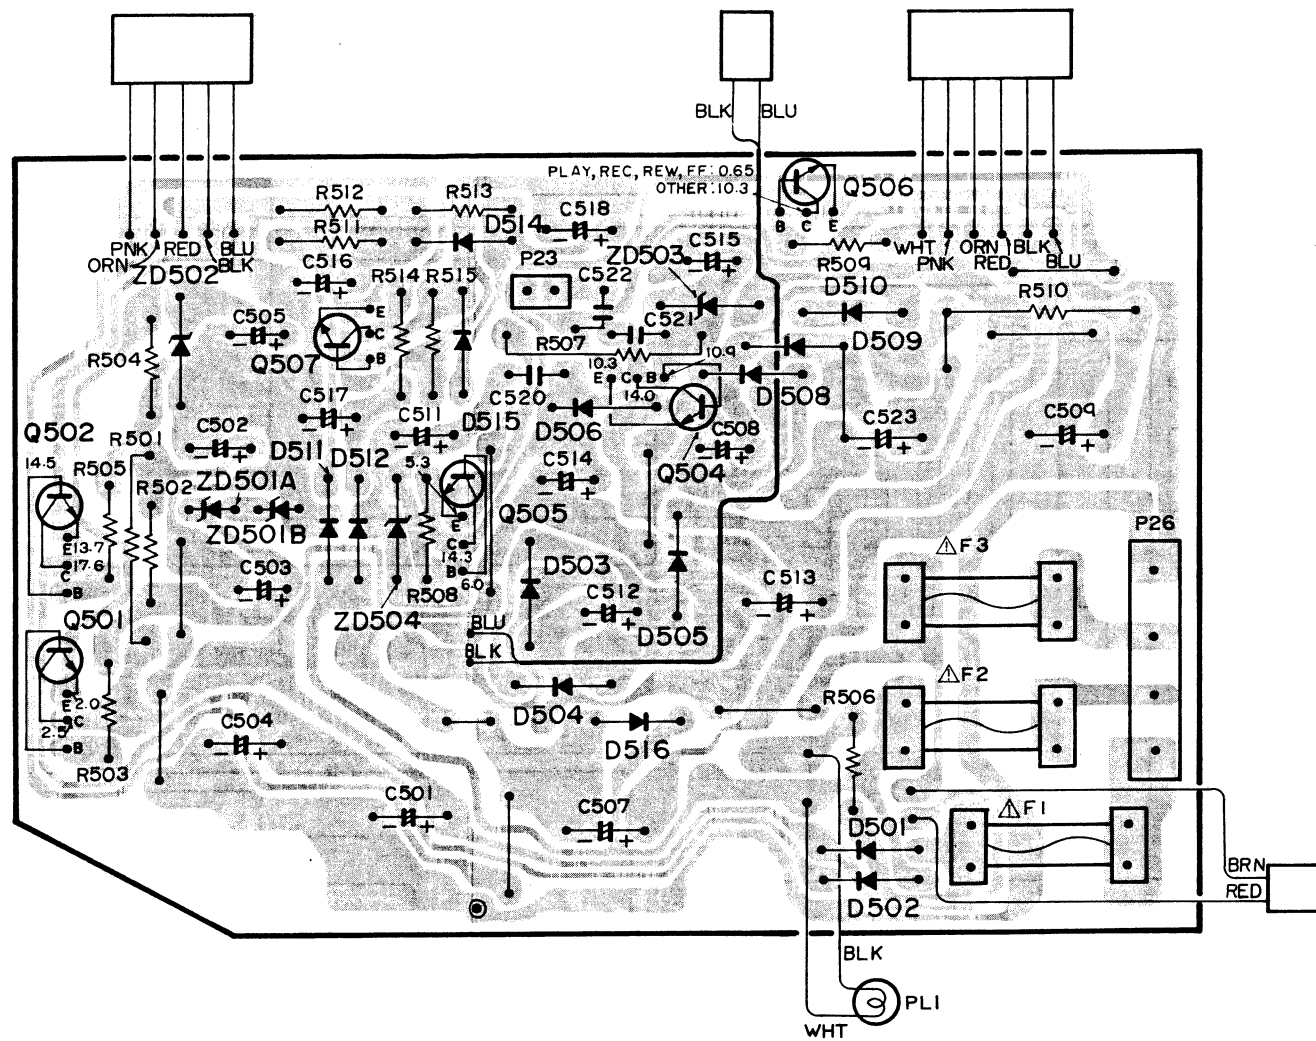 BLK BLU
PLAY, REC, REW, FF: 0.65
OTHER: 10.3
Q506
B C E
R512 R513
R511 D514 C518
PNK RED BLU
ORN BLK
ZD502
C516
R514 R515
P23
C522
ZD503 C515
R509
D510
WHT ORN BLK
PNK RED BLU
R510
C505
Q507
E
C
B
R504
R507
C521
10.3 10.9
E C B
14.0
D509
D508
C520
C517
C511
D515
D506
C508
C523
C509
Q502
14.5
R505
R501
R502
C502
D511 D512
5.3
C514
Q504
ZD501A
ZD501B
Q505
E
C
14.3
B
6.0
E 13.7
17.6
C
B
P26
F3
D503
C503
R508
C512
C513
D505
ZD504
Q501
BLU
BLK
E 2.0
C
2.5
B
R503
F2
R506
D504
D516
C504
C501
C507
F1
D501
D502
BRN
RED
BLK
PL1
WHT